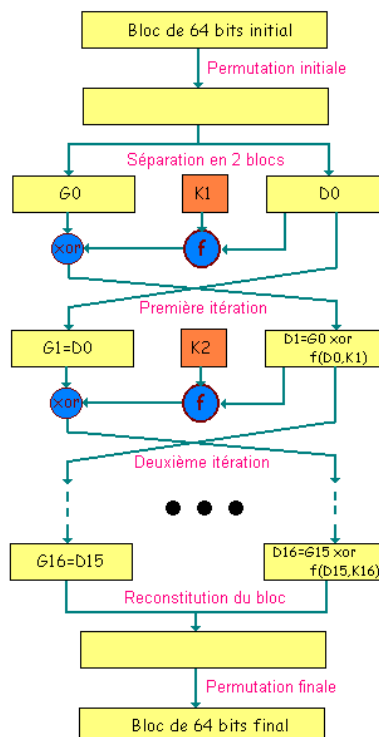 Bloc de 64 bits initial
Permutation initiale
Séparation en 2 blocs
G0
K1
D0
xor
f
Première itération
G1=D0
K2
D1=G0 xor
f(D0,K1)
xor
f
Deuxième itération
G16=D15
D16=G15 xor
f(D15,K16)
Reconstitution du bloc
Permutation finale
Bloc de 64 bits final